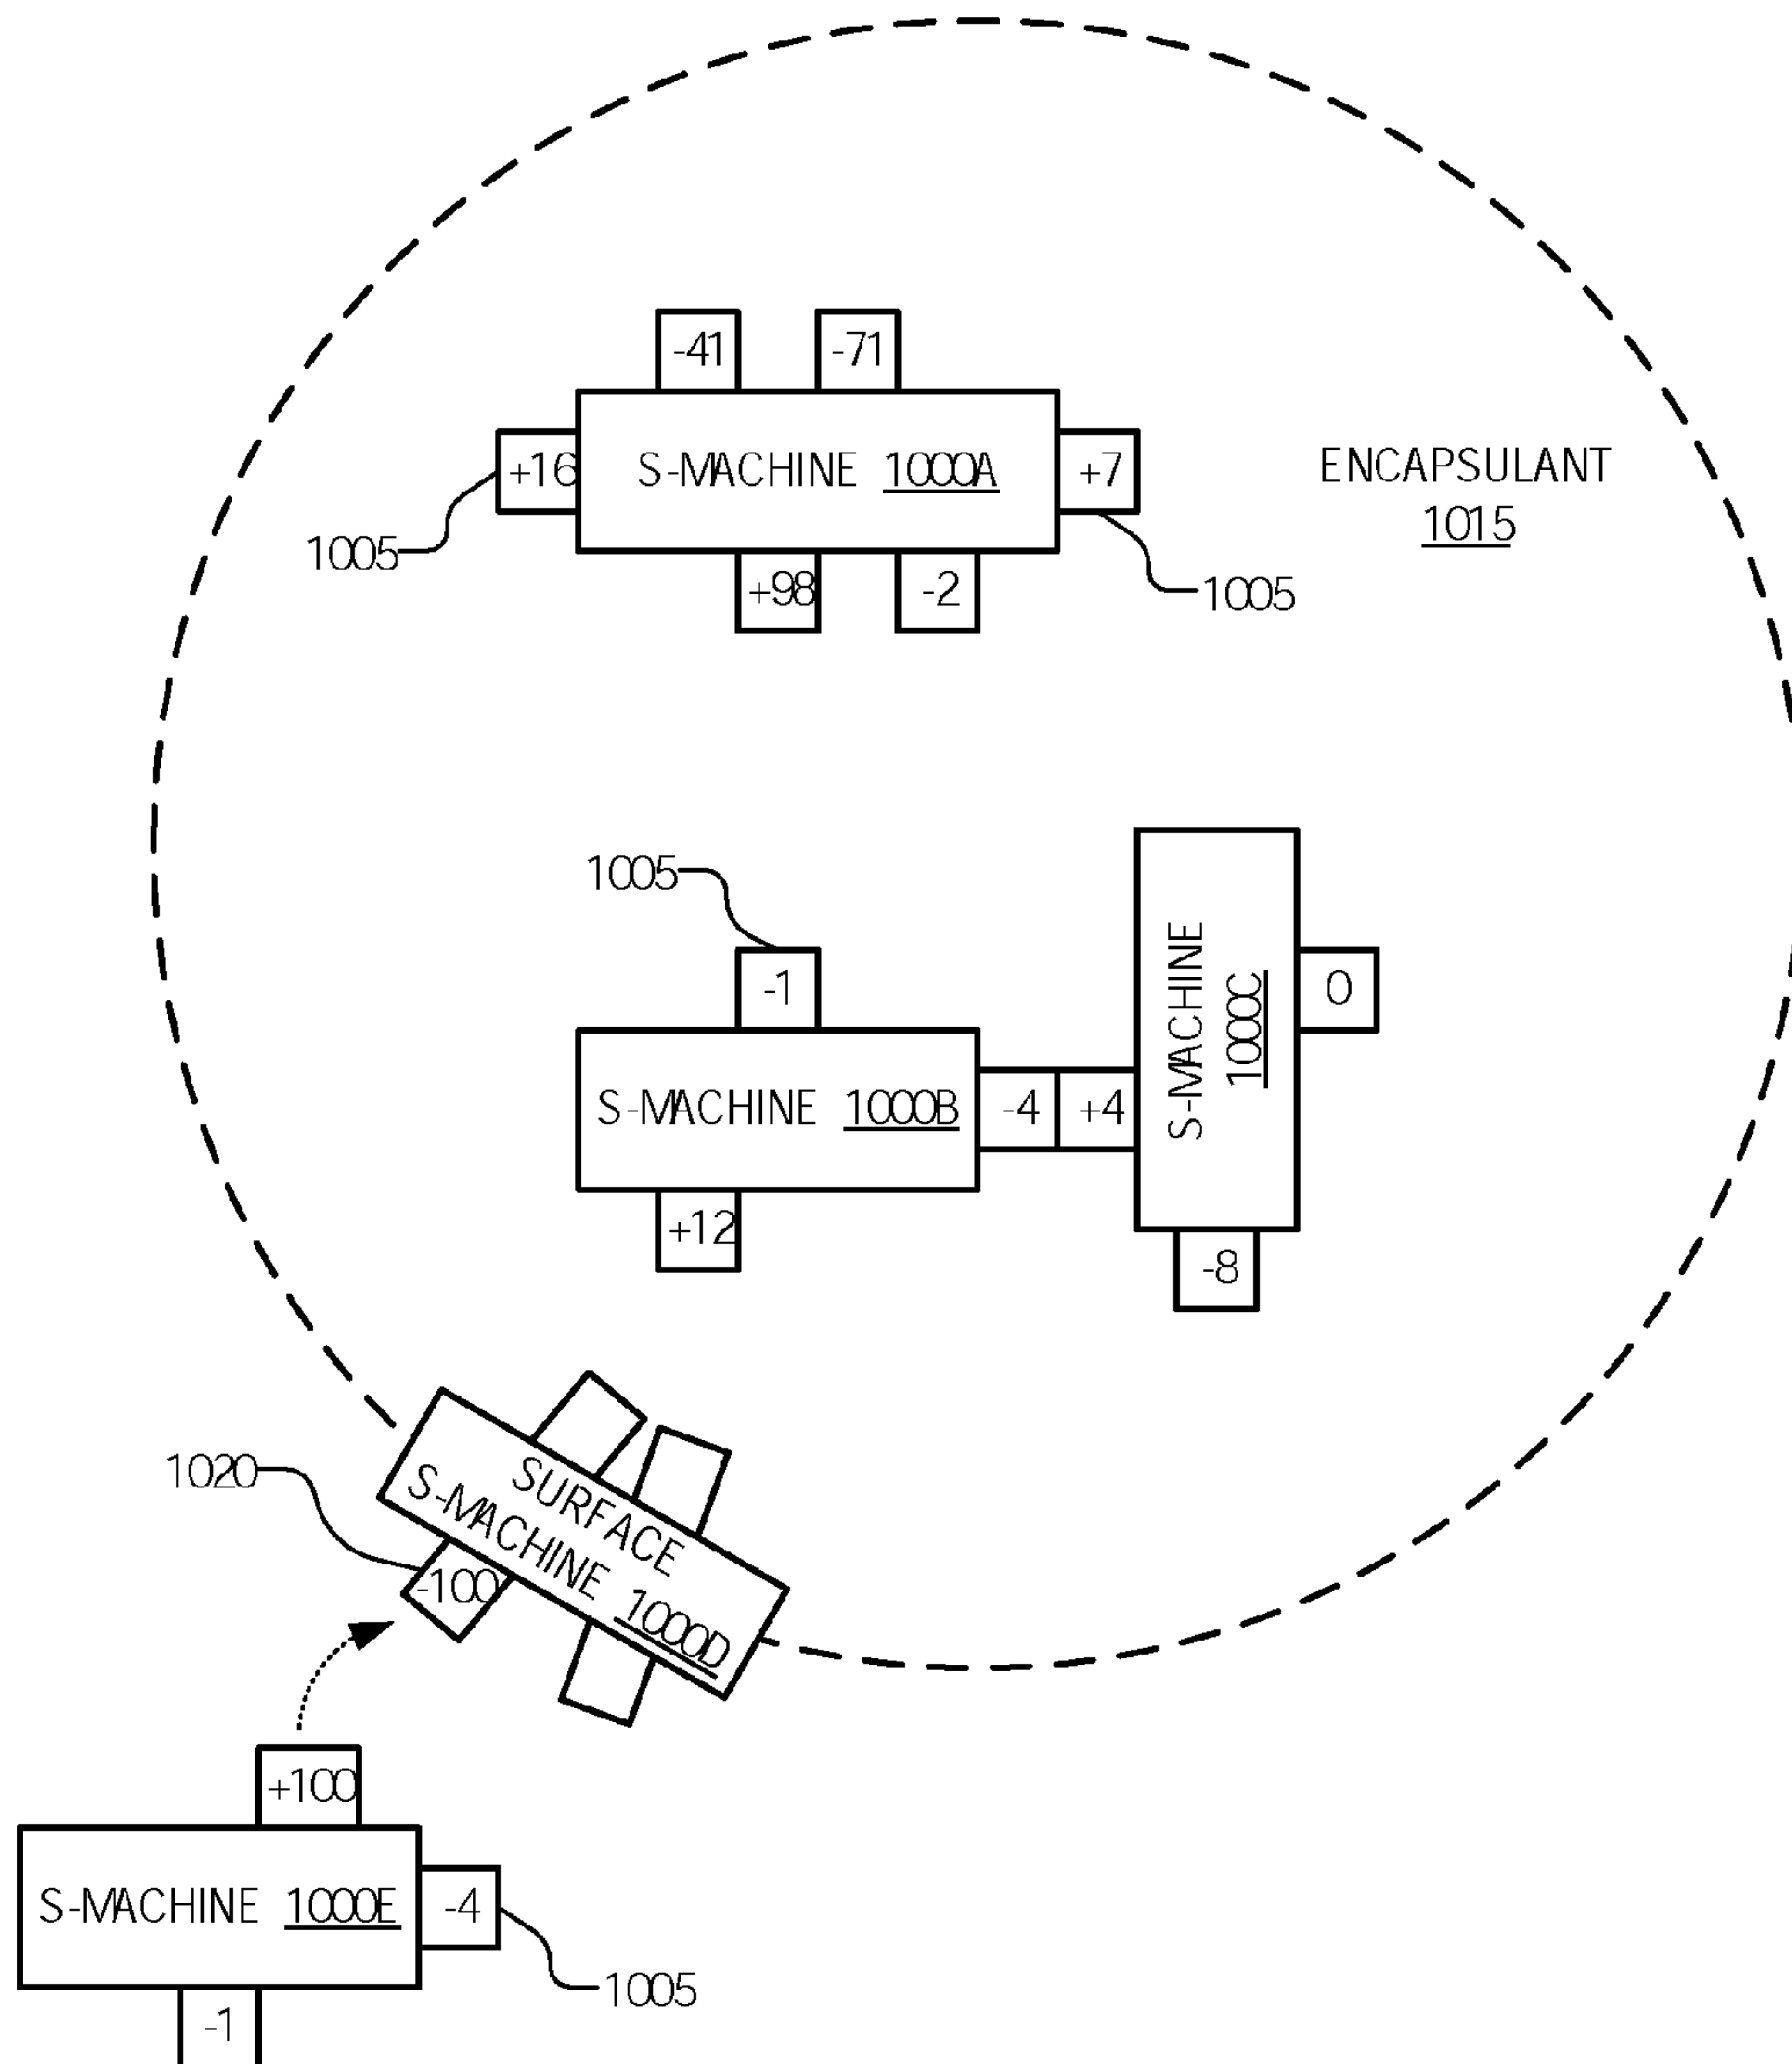 -41
-71
+16
S-MACHINE 1000A
+7
ENCAPSULANT
1015
1005
+98
-2
1005
1005
-1
S-MACHINE
1000C
0
S-MACHINE 1000B
-4
+4
+12
-8
1020
SURFACE
S-MACHINE 1000D
-100
+100
S-MACHINE 1000E
-4
1005
-1